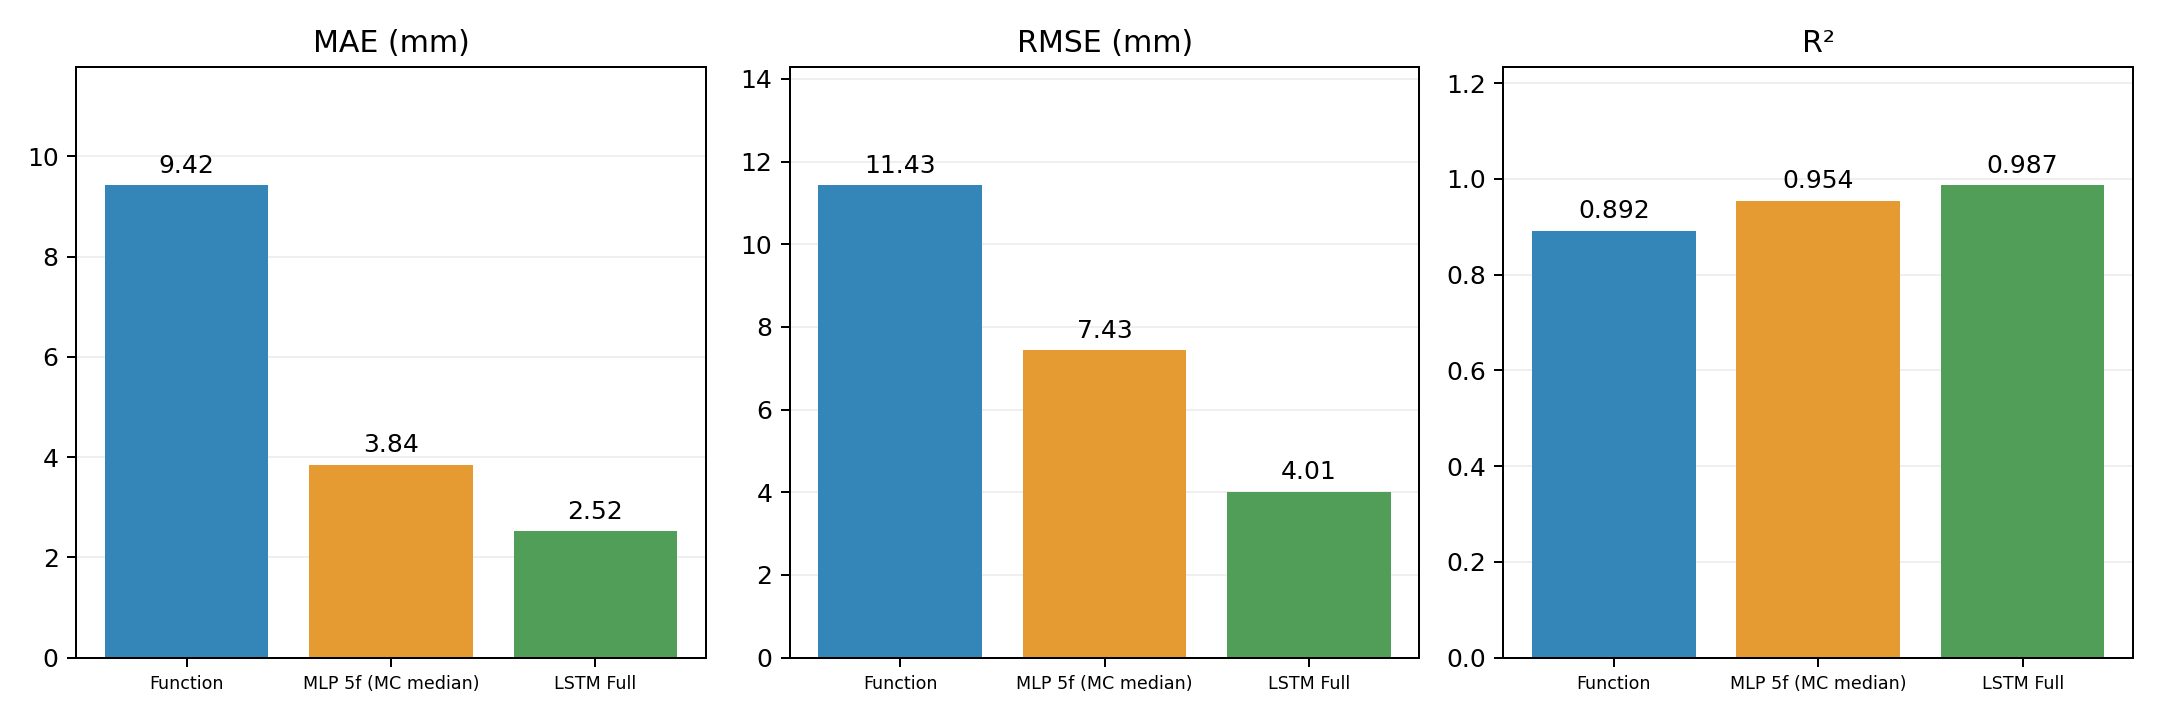 MAE (mm)
10
8
6
4
2
0
9.42
3.84
2.52
Function
MLP 5f (MC median)
LSTM Full
RMSE (mm)
14
12
10
8
6
4
2
0
11.43
7.43
4.01
Function
MLP 5f (MC median)
LSTM Full
R²
1.2
1.0
0.8
0.6
0.4
0.2
0.0
0.892
0.954
0.987
Function
MLP 5f (MC median)
LSTM Full